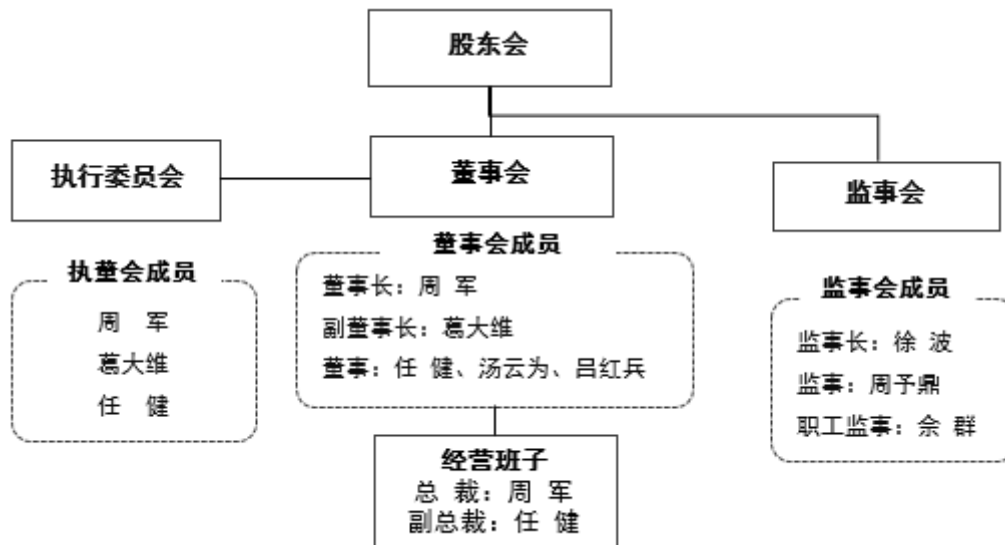 股东会
执行委员会
董事会
监事会
执董会成员
周 军
葛大维
任 健
董事会成员
董事长：周 军
副董事长：葛大维
董事：任 健、汤云为、吕红兵
监事会成员
监事长：徐 波
监事：周予鼎
职工监事：佘 群
经营班子
总 裁：周 军
副总裁：任 健